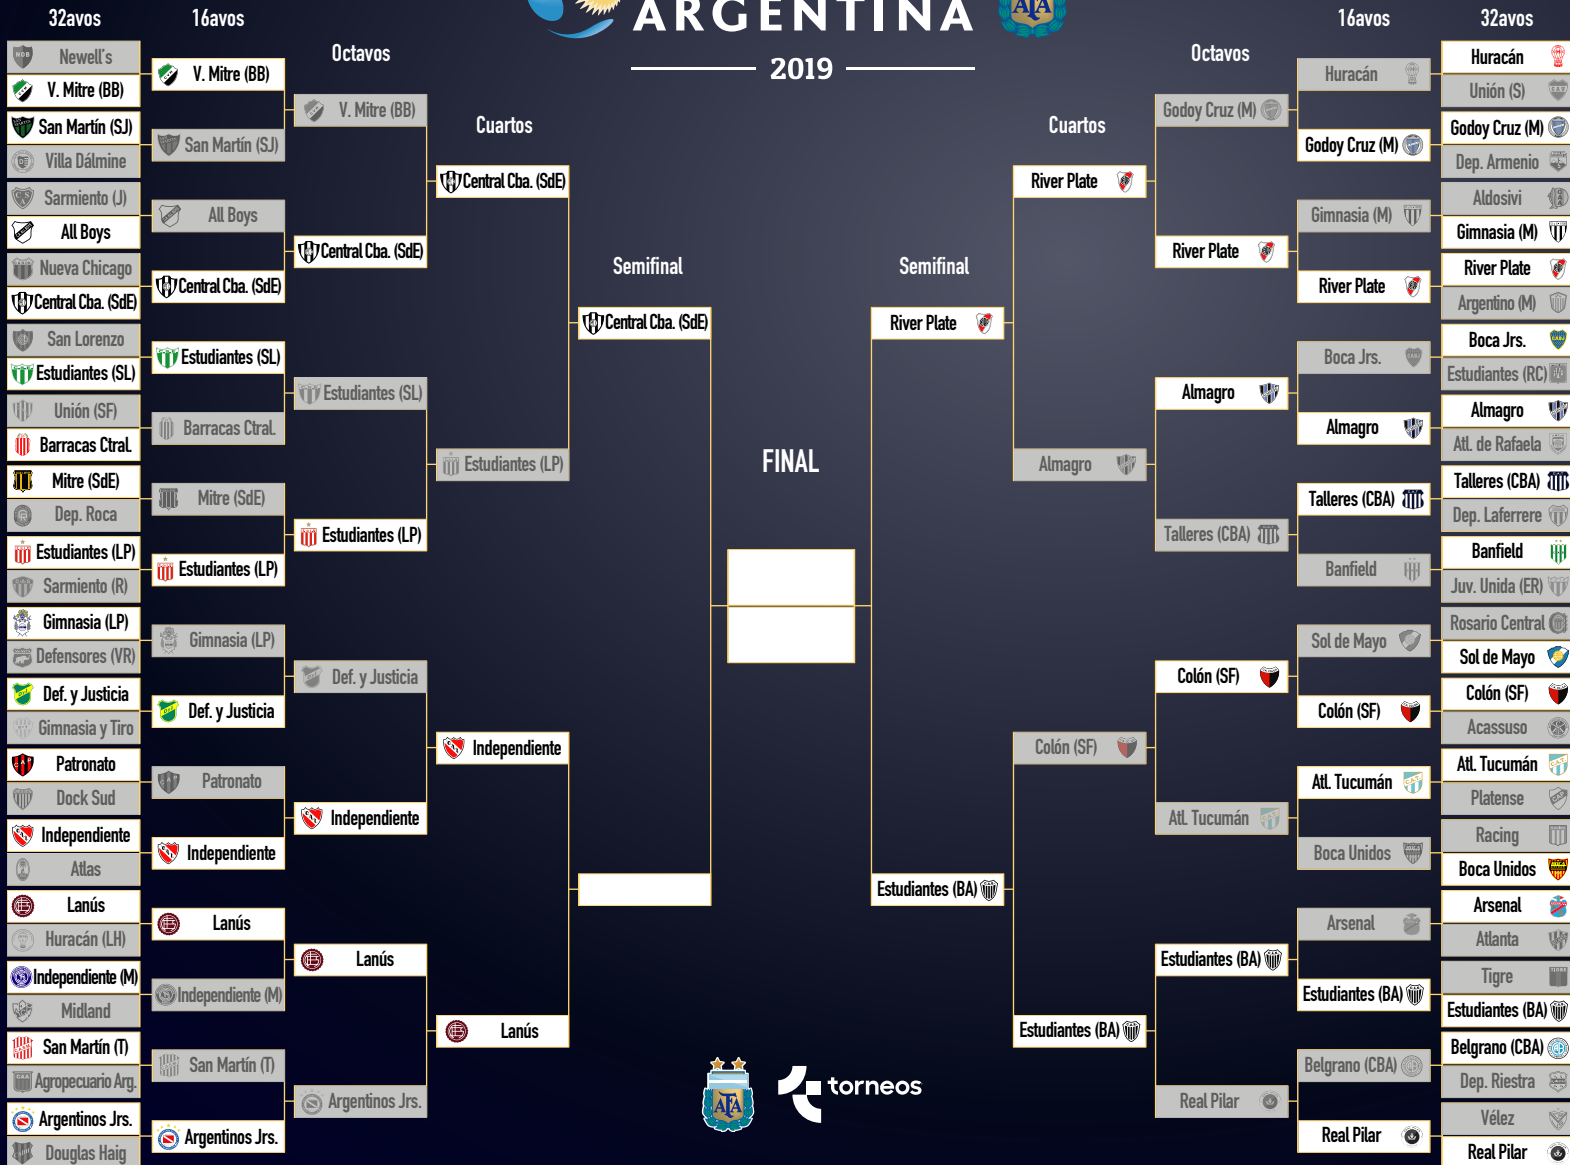 ARGENTINA
AFA
2019
32avos
Newell's
V. Mitre (BB)
San Martín (SJ)
Villa Dálmine
Sarmiento (J)
All Boys
Nueva Chicago
Central Cba. (SdE)
San Lorenzo
Estudiantes (SL)
Unión (SF)
Barracas Ctral.
Mitre (SdE)
Dep. Roca
Estudiantes (LP)
Sarmiento (R)
Gimnasia (LP)
Defensores (VR)
Def. y Justicia
Gimnasia y Tiro
Patronato
Dock Sud
Independiente
Atlas
Lanús
Huracán (LH)
Independiente (M)
Midland
San Martín (T)
Agropecuario Arg.
Argentinos Jrs.
Douglas Haig
16avos
V. Mitre (BB)
San Martín (SJ)
All Boys
Central Cba. (SdE)
Estudiantes (SL)
Barracas Ctral.
Mitre (SdE)
Estudiantes (LP)
Gimnasia (LP)
Def. y Justicia
Patronato
Independiente
Lanús
Independiente (M)
San Martín (T)
Argentinos Jrs.
Octavos
V. Mitre (BB)
Central Cba. (SdE)
Estudiantes (SL)
Estudiantes (LP)
Def. y Justicia
Independiente
Lanús
Argentinos Jrs.
Cuartos
Central Cba. (SdE)
Estudiantes (LP)
Independiente
Lanús
Semifinal
Central Cba. (SdE)
FINAL
AFA
torneos
Semifinal
River Plate
Estudiantes (BA)
Cuartos
River Plate
Almagro
Colón (SF)
Estudiantes (BA)
Octavos
Godoy Cruz (M)
River Plate
Almagro
Talleres (CBA)
Colón (SF)
Atl. Tucumán
Estudiantes (BA)
Real Pilar
16avos
Huracán
Godoy Cruz (M)
Gimnasia (M)
River Plate
Boca Jrs.
Almagro
Talleres (CBA)
Banfield
Sol de Mayo
Colón (SF)
Atl. Tucumán
Boca Unidos
Arsenal
Estudiantes (BA)
Belgrano (CBA)
Real Pilar
32avos
Huracán
Unión (S)
Godoy Cruz (M)
Dep. Armenio
Aldosivi
Gimnasia (M)
River Plate
Argentino (M)
Boca Jrs.
Estudiantes (RC)
Almagro
Atl. de Rafaela
Talleres (CBA)
Dep. Laferrere
Banfield
Juv. Unida (ER)
Rosario Central
Sol de Mayo
Colón (SF)
Acassuso
Atl. Tucumán
Platense
Racing
Boca Unidos
Arsenal
Atlanta
Tigre
Estudiantes (BA)
Belgrano (CBA)
Dep. Riestra
Vélez
Real Pilar